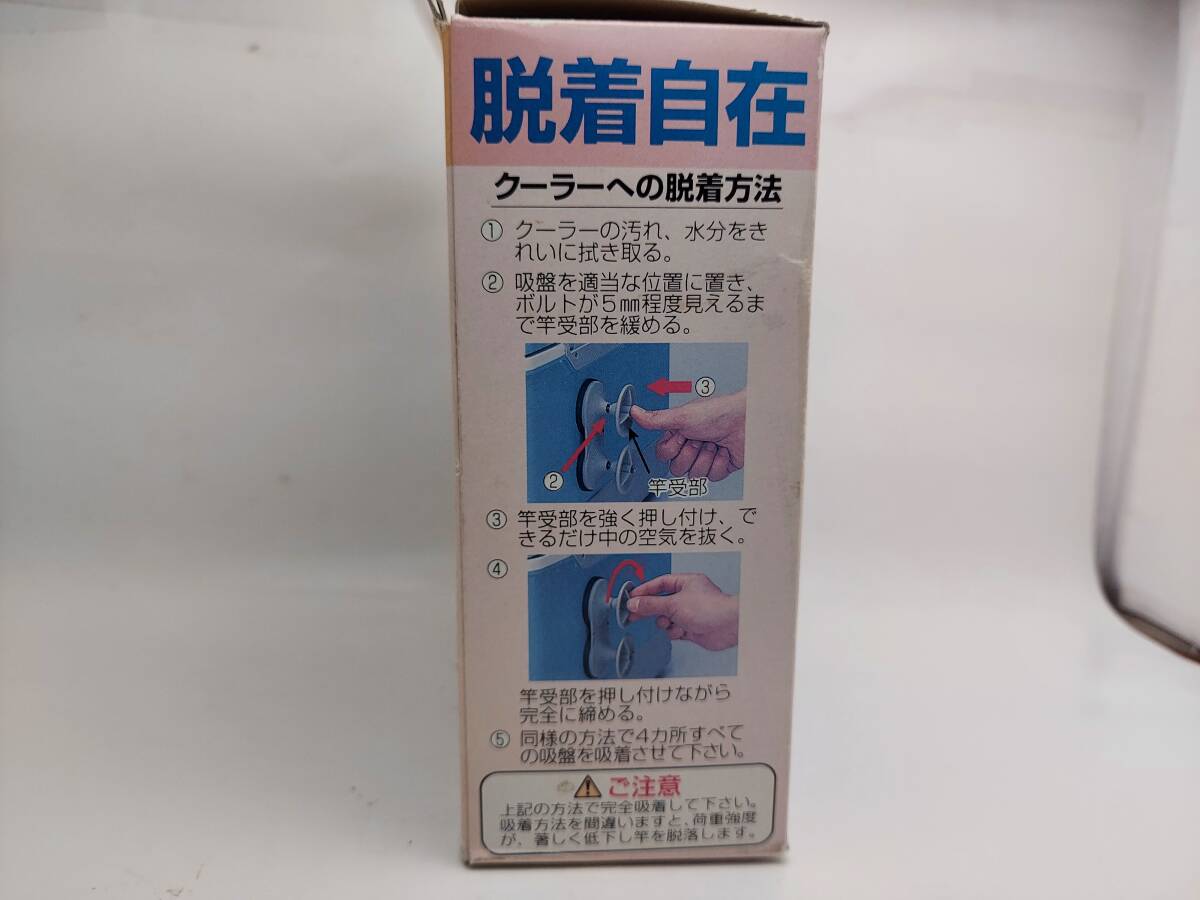 脱着自在
クーラーへの脱着方法
① クーラーの汚れ、水分をき
れいに拭き取る。
② 吸盤を適当な位置に置き、
ボルトが5㎜程度見えるま
で竿受部を緩める。
③
②
竿受部
③ 竿受部を強く押し付け、で
きるだけ中の空気を抜く。
④
竿受部を押し付けながら
完全に締める。
⑤ 同様の方法で4カ所すべて
の吸盤を吸着させて下さい。
ご注意
上記の方法で完全吸着して下さい。
吸着方法を間違いますと、荷重強度
が、著しく低下し竿を脱落します。